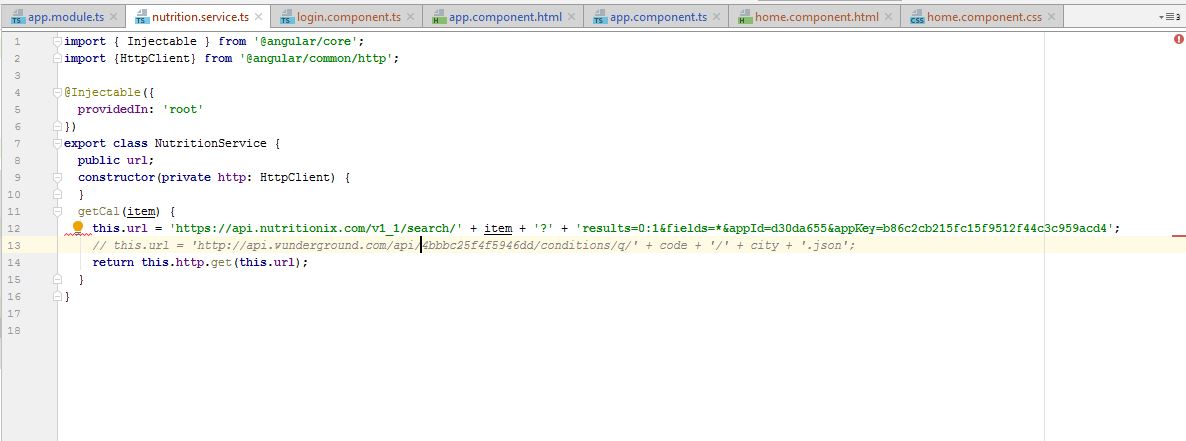 app.module.ts nutrition.service.ts login.component.ts app.component.html app.component.ts home.component.html home.component.css 3
1 import { Injectable } from '@angular/core';
2 import {HttpClient} from '@angular/common/http';
3
4 @Injectable({
5 providedIn: 'root'
6 })
7 export class NutritionService {
8 public url;
9 constructor(private http: HttpClient) {
10 }
11 getCal(item) {
12 this.url = 'https://api.nutritionix.com/v1_1/search/' + item + '?' + 'results=0:1&fields=*&appId=d30da655&appKey=b86c2cb215fc15f9512f44c3c959acd4';
13 // this.url = 'http://api.wunderground.com/api/4bbbc25f4f5946dd/conditions/q/' + code + '/' + city + '.json';
14 return this.http.get(this.url);
15 }
16 }
17
18